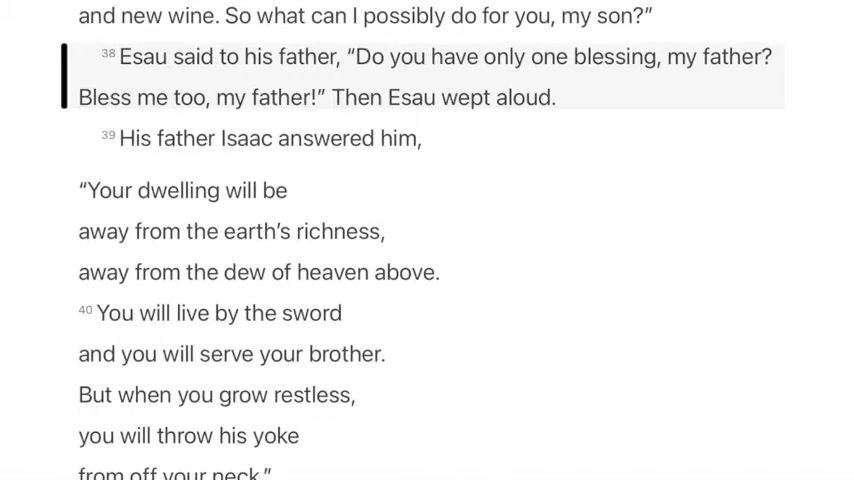 and new wine. So what can I possibly do for you, my son?”
38 Esau said to his father, “Do you have only one blessing, my father?
Bless me too, my father!” Then Esau wept aloud.
39 His father Isaac answered him,
“Your dwelling will be
away from the earth’s richness,
away from the dew of heaven above.
40 You will live by the sword
and you will serve your brother.
But when you grow restless,
you will throw his yoke
from off your neck.”